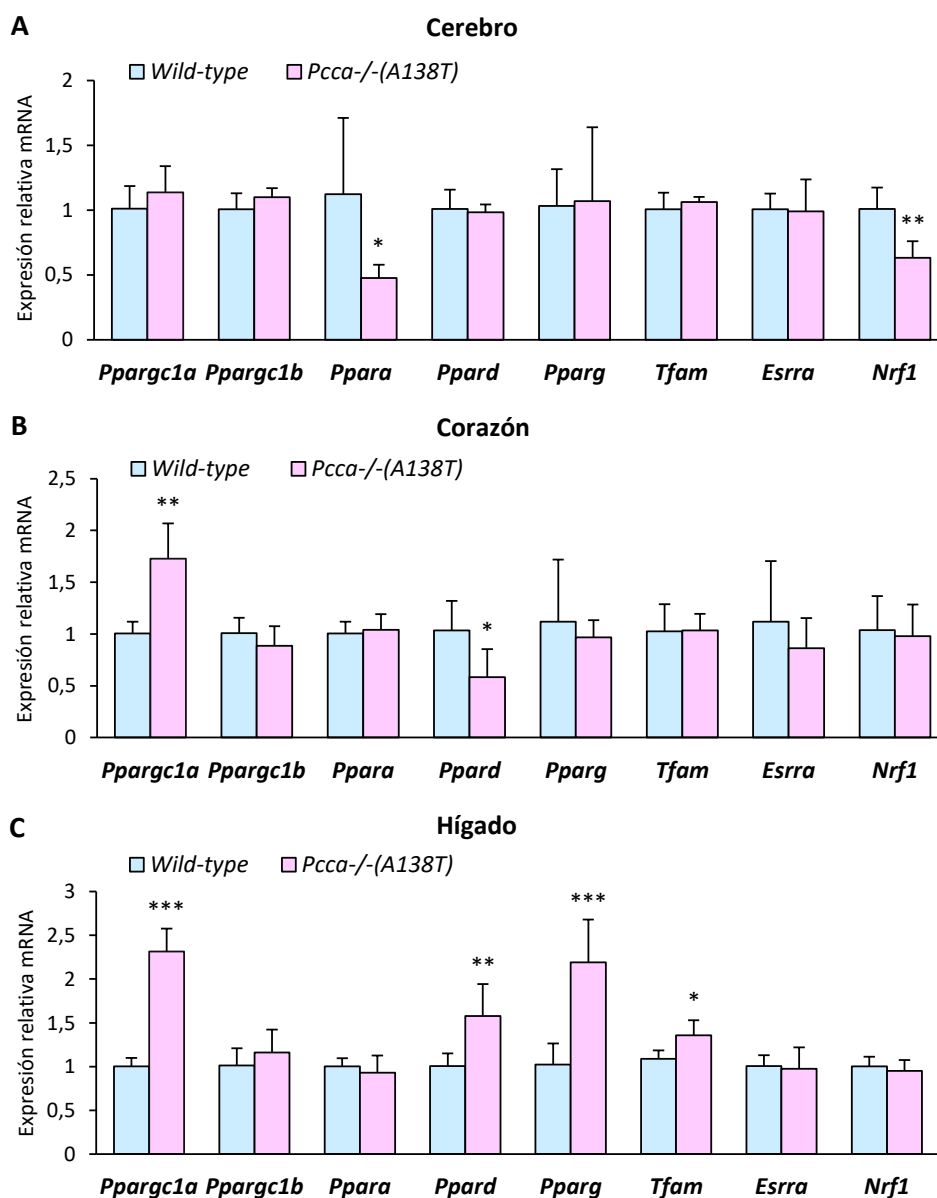 A
Cerebro
Wild-type Pcca-/-(A138T)
Expresión relativa mRNA
2
1,5
1
0,5
0
* **
Ppargc1a Ppargc1b Ppara Ppard Pparg Tfam Esrra Nrf1
B
Corazón
Wild-type Pcca-/-(A138T)
Expresión relativa mRNA
2,5
2
1,5
1
0,5
0
** *
Ppargc1a Ppargc1b Ppara Ppard Pparg Tfam Esrra Nrf1
C
Hígado
Wild-type Pcca-/-(A138T)
Expresión relativa mRNA
3
2,5
2
1,5
1
0,5
0
*** ** *** *
Ppargc1a Ppargc1b Ppara Ppard Pparg Tfam Esrra Nrf1